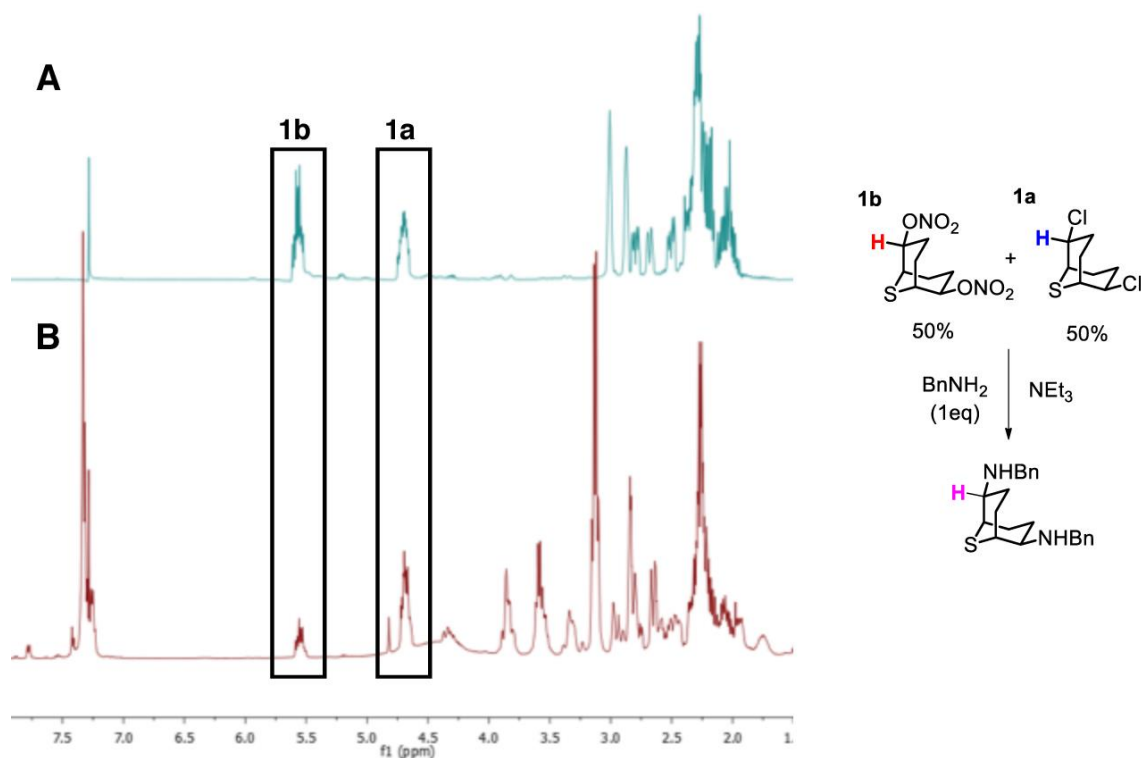 A
1b
1a
B
7.5 7.0 6.5 6.0 5.5 5.0 4.5 4.0 3.5 3.0 2.5 2.0 1.
f1 (ppm)
1b
1a
ONO2
Cl
H
H
+
S
ONO2
S
Cl
50%
50%
BnNH2
NEt3
(1eq)
NHBn
H
S
NHBn